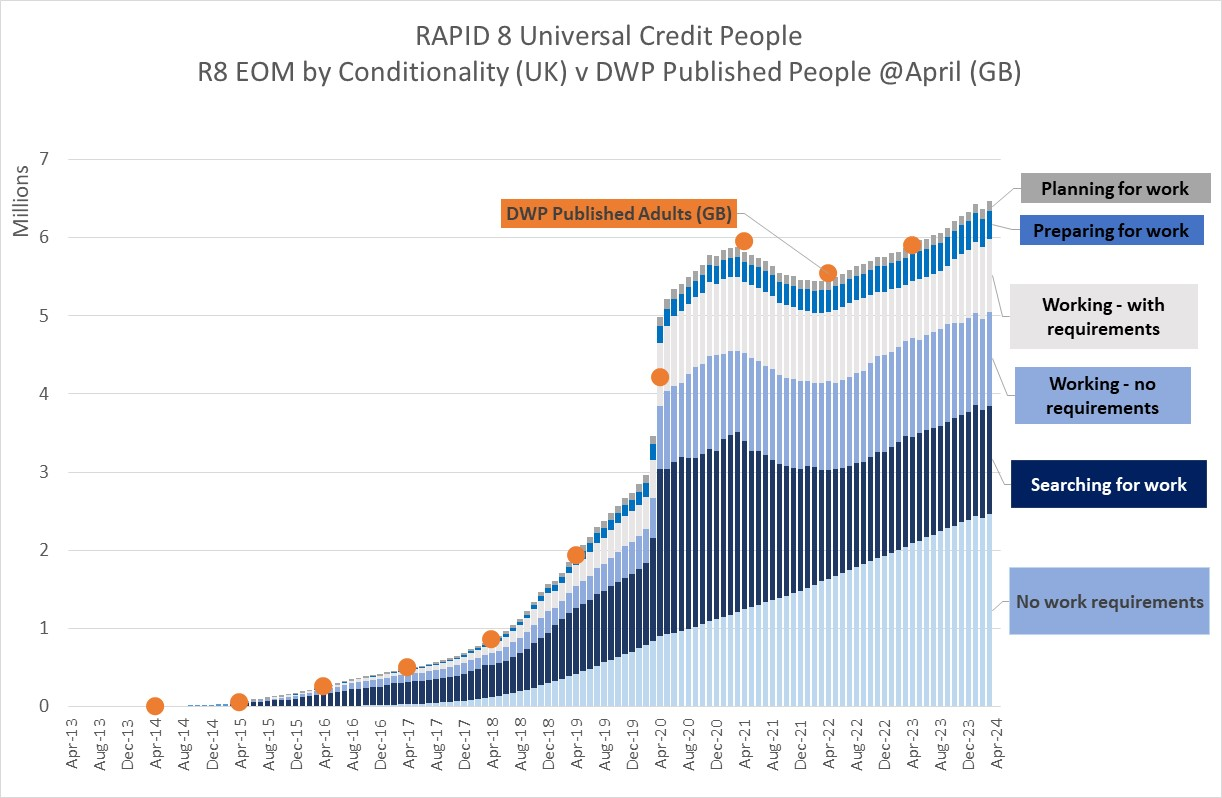 RAPID 8 Universal Credit People
R8 EOM by Conditionality (UK) v DWP Published People @April (GB)
Millions
7
6
5
4
3
2
1
0
DWP Published Adults (GB)
Planning for work
Preparing for work
Working - with
requirements
Working - no
requirements
Searching for work
No work requirements
Apr-13
Aug-13
Dec-13
Apr-14
Aug-14
Dec-14
Apr-15
Aug-15
Dec-15
Apr-16
Aug-16
Dec-16
Apr-17
Aug-17
Dec-17
Apr-18
Aug-18
Dec-18
Apr-19
Aug-19
Dec-19
Apr-20
Aug-20
Dec-20
Apr-21
Aug-21
Dec-21
Apr-22
Aug-22
Dec-22
Apr-23
Aug-23
Dec-23
Apr-24